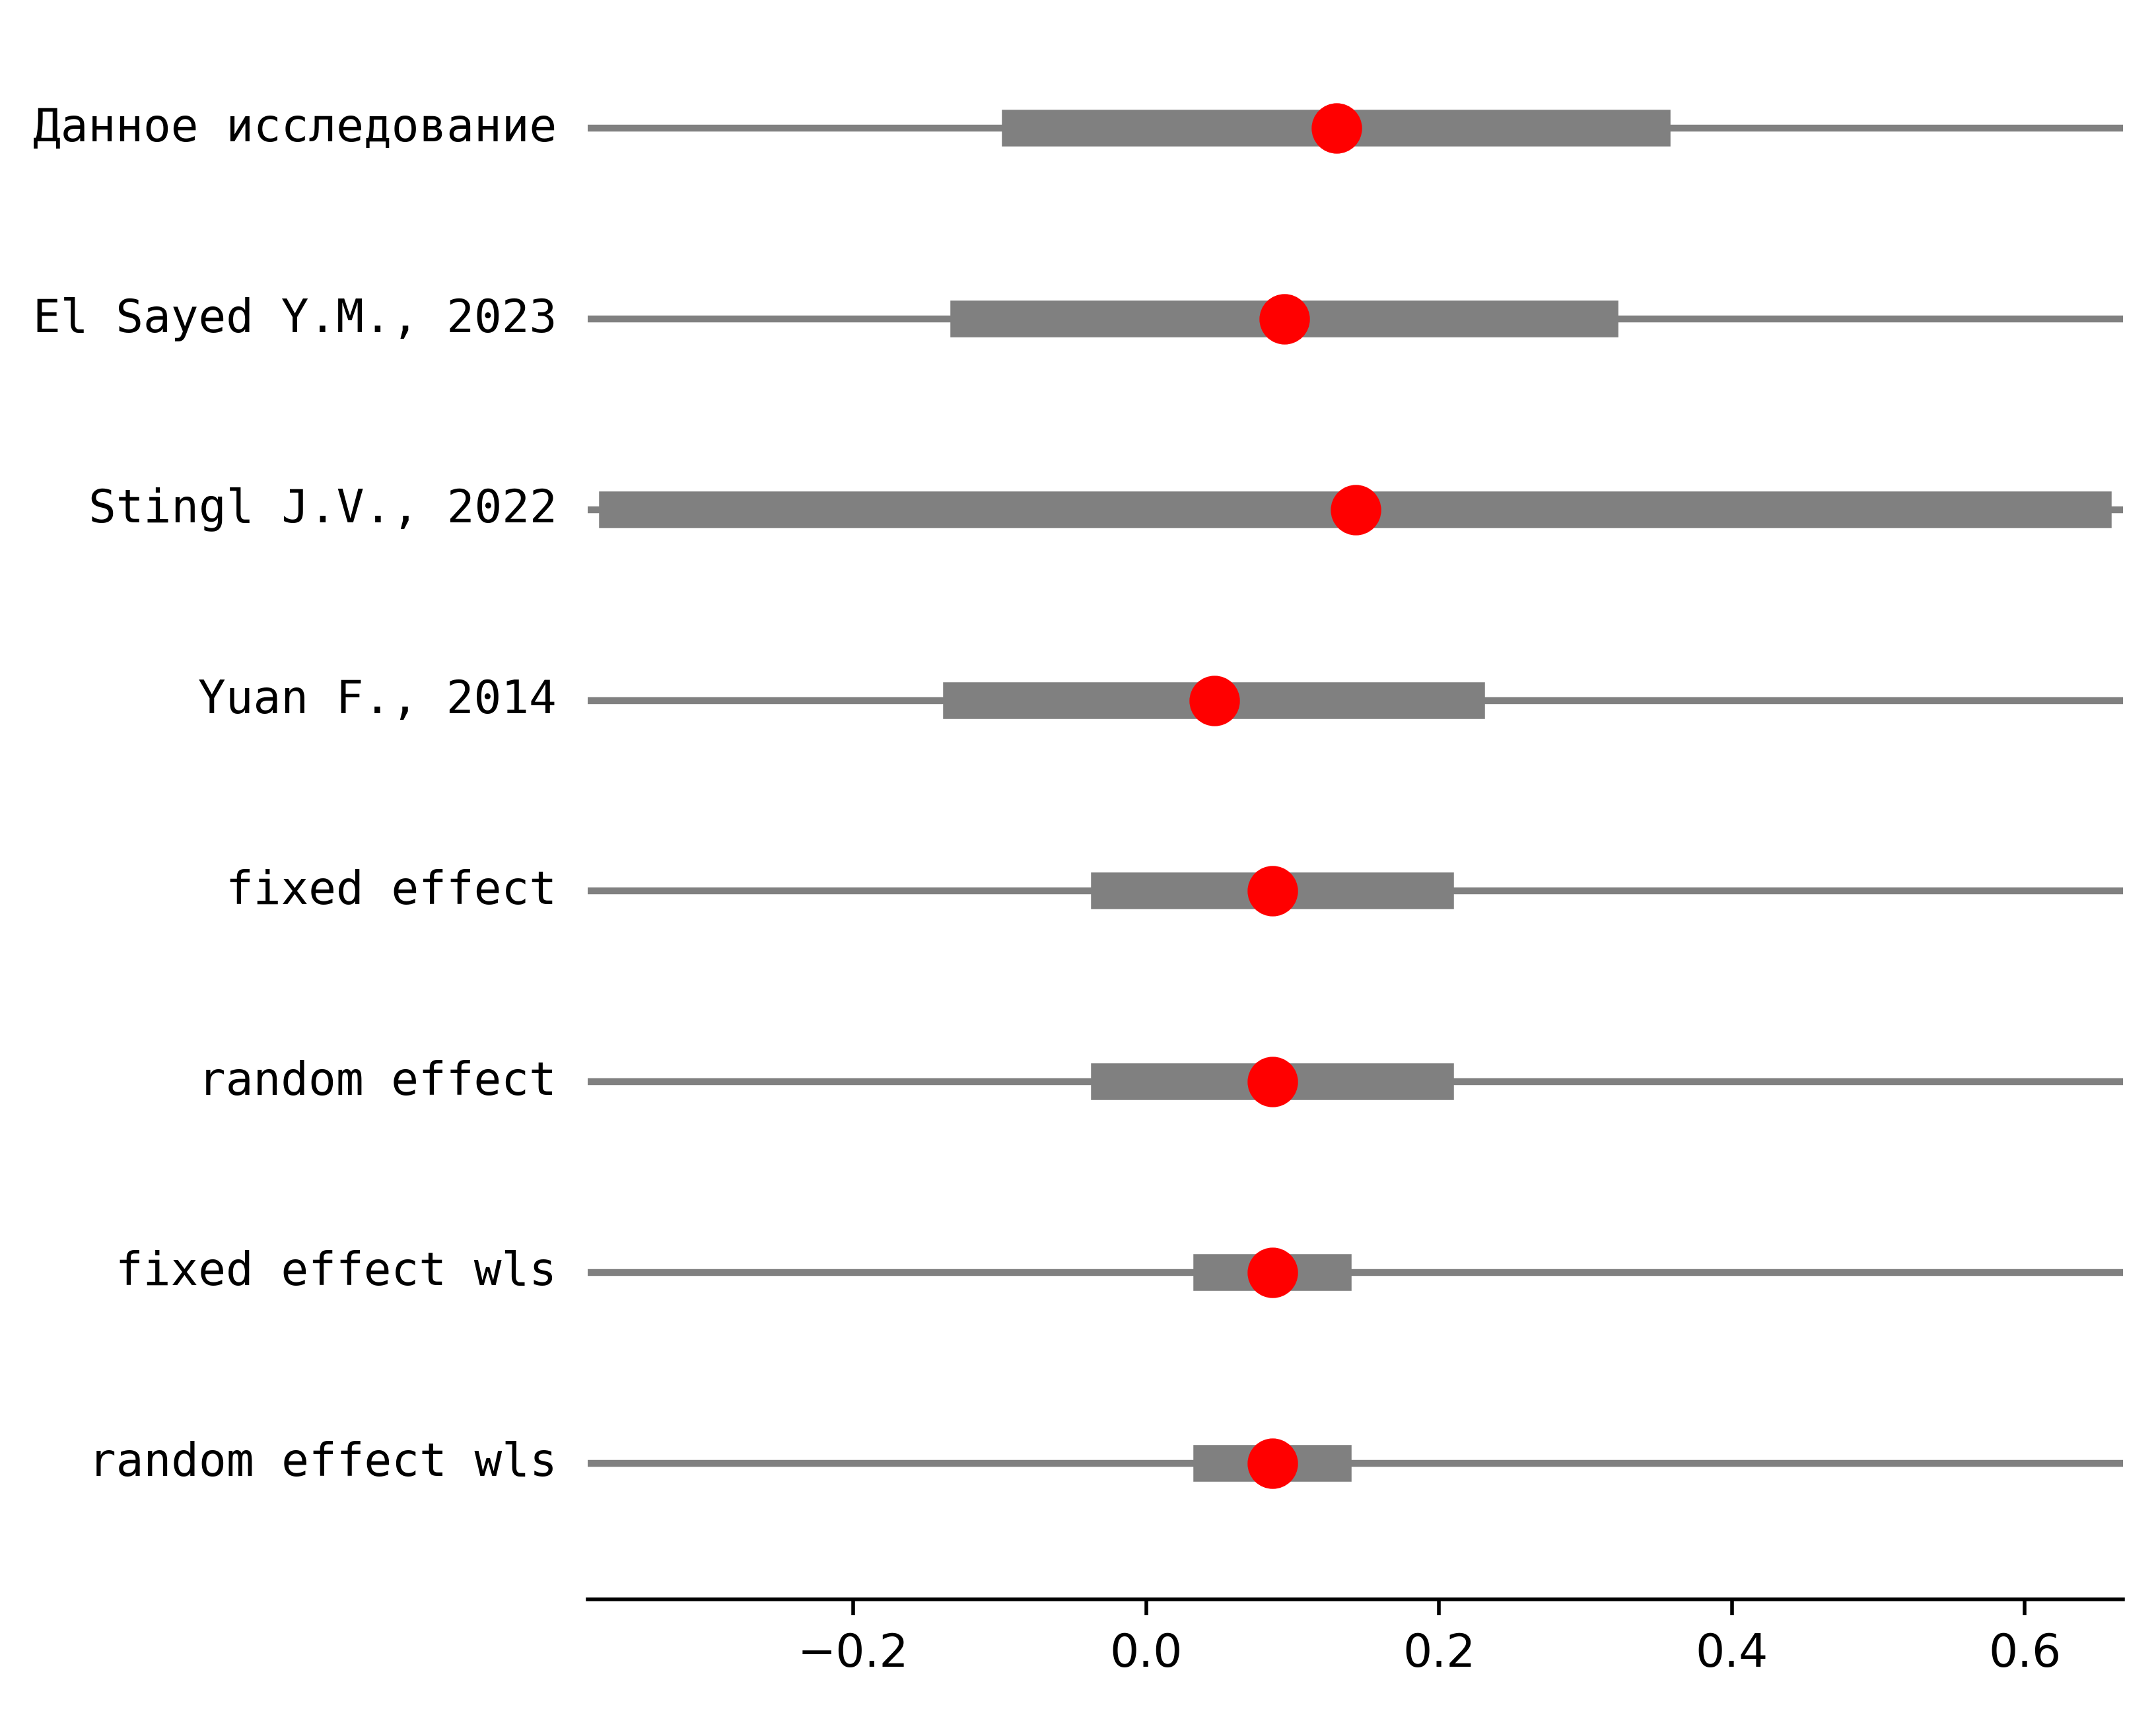 Данное исследование
El Sayed Y.M., 2023
Stingl J.V., 2022
Yuan F., 2014
fixed effect
random effect
fixed effect wls
random effect wls
−0.2 0.0 0.2 0.4 0.6